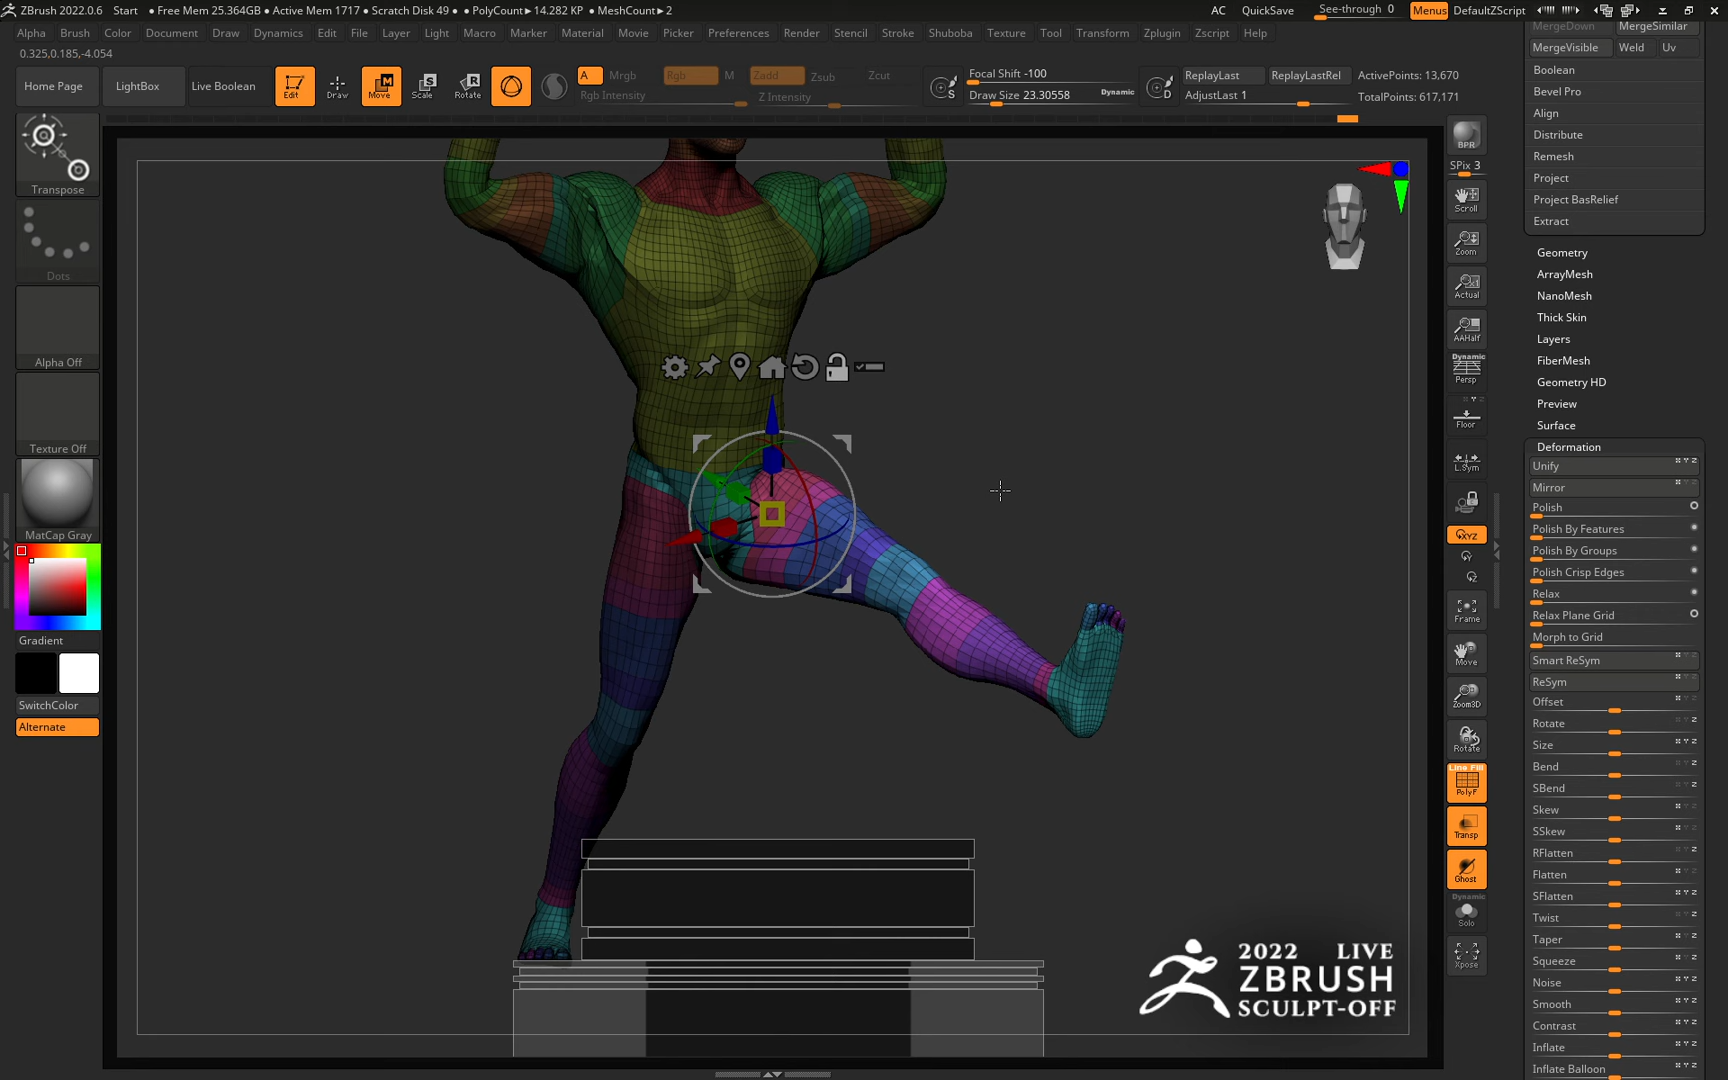 ZBrush 2022.0.6 Start • Free Mem 25.364GB • Active Mem 1717 • Scratch Disk 49 • • PolyCount▸14.282 KP • MeshCount▸2
AC QuickSave See-through 0 Menus DefaultZScript
Alpha Brush Color Document Draw Dynamics Edit File Layer Light Macro Marker Material Movie Picker Preferences Render Stencil Stroke Shuboba Texture Tool Transform Zplugin Zscript Help
0.325,0.185,-4.054
Home Page LightBox Live Boolean Edit Draw Move Scale Rotate
M S R
A Mrgb Rgb M Zadd Zsub Zcut
Rgb Intensity Z Intensity
S Focal Shift -100
Draw Size 23.30558 Dynamic
D ReplayLast ReplayLastRel ActivePoints: 13,670
AdjustLast 1 TotalPoints: 617,171
Transpose
Dots
Alpha Off
Texture Off
MatCap Gray
Gradient
SwitchColor
Alternate
2022 LIVE
ZBRUSH
SCULPT-OFF
BPR
SPix 3
Scroll
Zoom
Actual
AAHalf
Dynamic
Persp
Floor
L.Sym
XYZ
Y
Z
Frame
Move
Zoom3D
Rotate
Line Fill
PolyF
Transp
Ghost
Dynamic
Solo
Xpose
MergeDown MergeSimilar
MergeVisible Weld Uv
Boolean
Bevel Pro
Align
Distribute
Remesh
Project
Project BasRelief
Extract
Geometry
ArrayMesh
NanoMesh
Thick Skin
Layers
FiberMesh
Geometry HD
Preview
Surface
Deformation
Unify
Mirror
Polish
Polish By Features
Polish By Groups
Polish Crisp Edges
Relax
Relax Plane Grid
Morph to Grid
Smart ReSym
ReSym
Offset
Rotate
Size
Bend
SBend
Skew
SSkew
RFlatten
Flatten
SFlatten
Twist
Taper
Squeeze
Noise
Smooth
Contrast
Inflate
Inflate Balloon